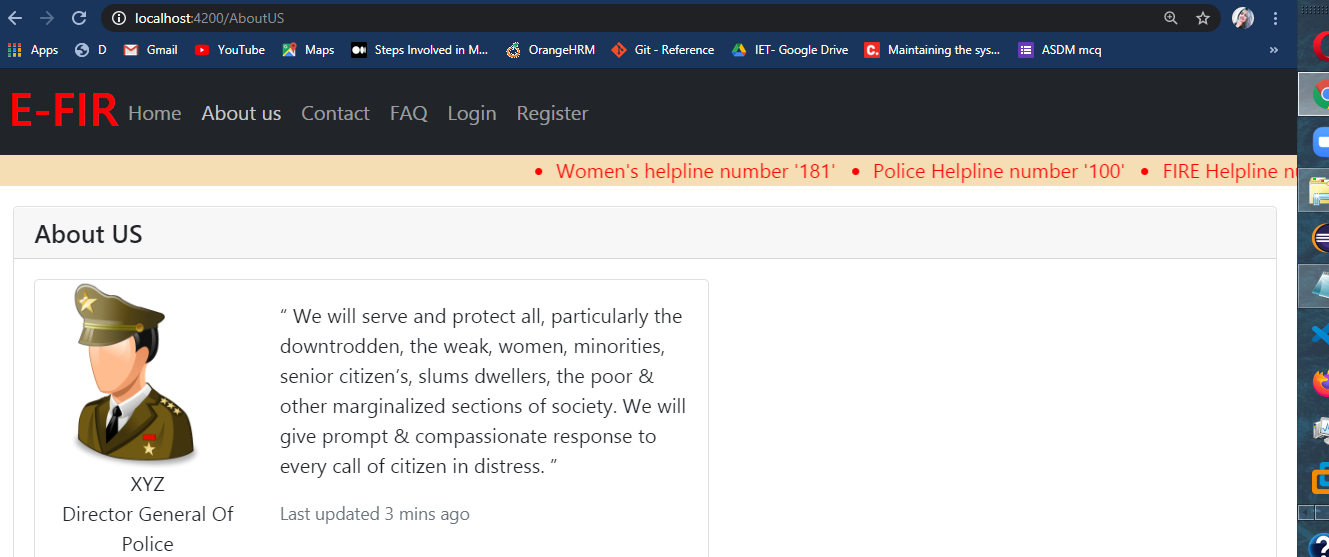 localhost:4200/AboutUS
Apps D Gmail YouTube Maps Steps Involved in M... OrangeHRM Git - Reference IET- Google Drive Maintaining the sys... ASDM mcq »
E-FIR Home About us Contact FAQ Login Register
• Women's helpline number '181' • Police Helpline number '100' • FIRE Helpline
About US
“ We will serve and protect all, particularly the
downtrodden, the weak, women, minorities,
senior citizen’s, slums dwellers, the poor &
other marginalized sections of society. We will
give prompt & compassionate response to
every call of citizen in distress. ”
Last updated 3 mins ago
XYZ
Director General Of
Police